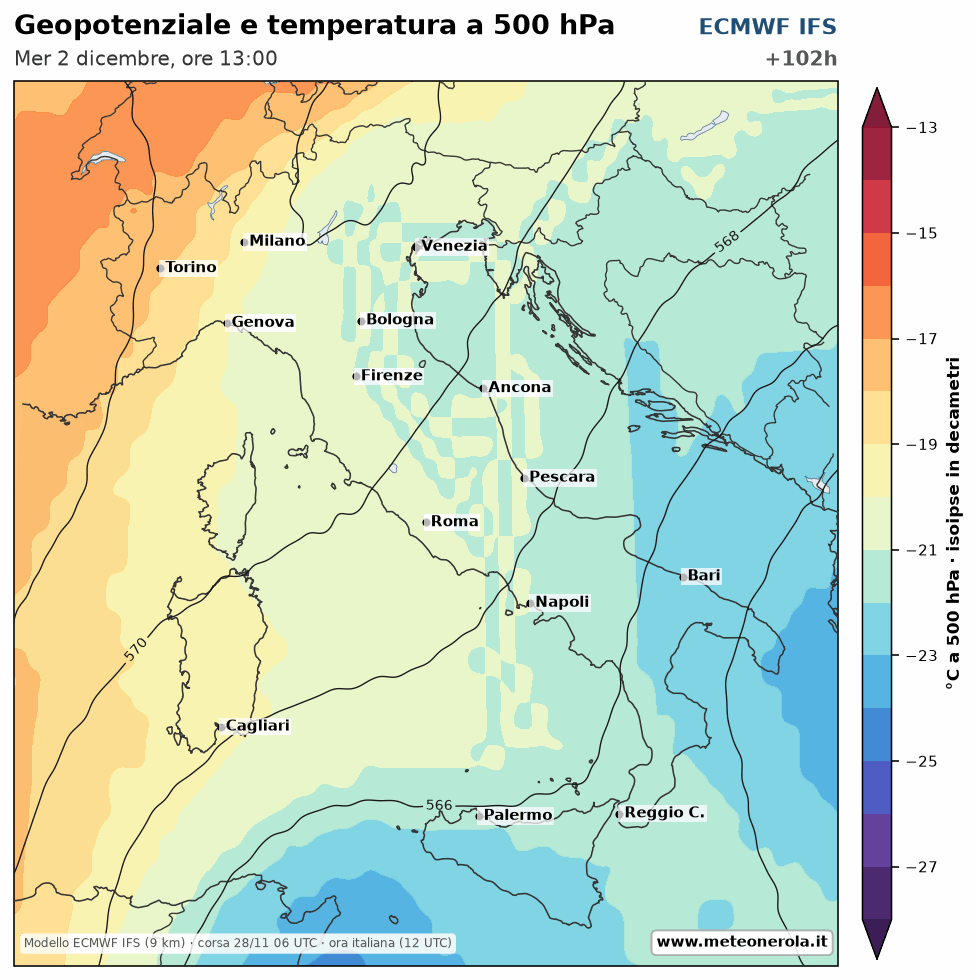 Geopotenziale e temperatura a 500 hPa
ECMWF IFS
Mer 2 dicembre, ore 13:00
+102h
568
Milano
Venezia
Torino
Genova
Bologna
Firenze
Ancona
Pescara
Roma
Bari
Napoli
570
Cagliari
566
Palermo
Reggio C.
−13
−15
−17
−19
−21
−23
−25
−27
°C a 500 hPa · isoipse in decametri
Modello ECMWF IFS (9 km) · corsa 28/11 06 UTC · ora italiana (12 UTC)
www.meteonerola.it